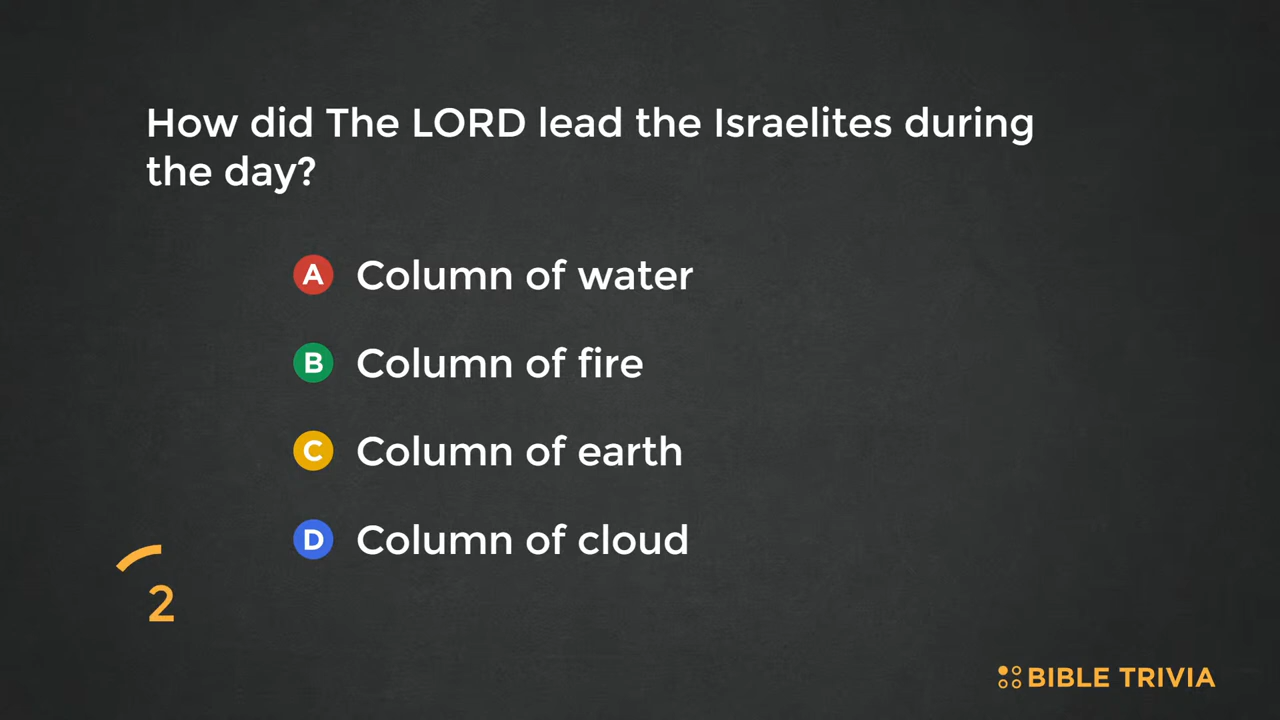 How did The LORD lead the Israelites during
the day?
A Column of water
B Column of fire
C Column of earth
D Column of cloud
2
BIBLE TRIVIA